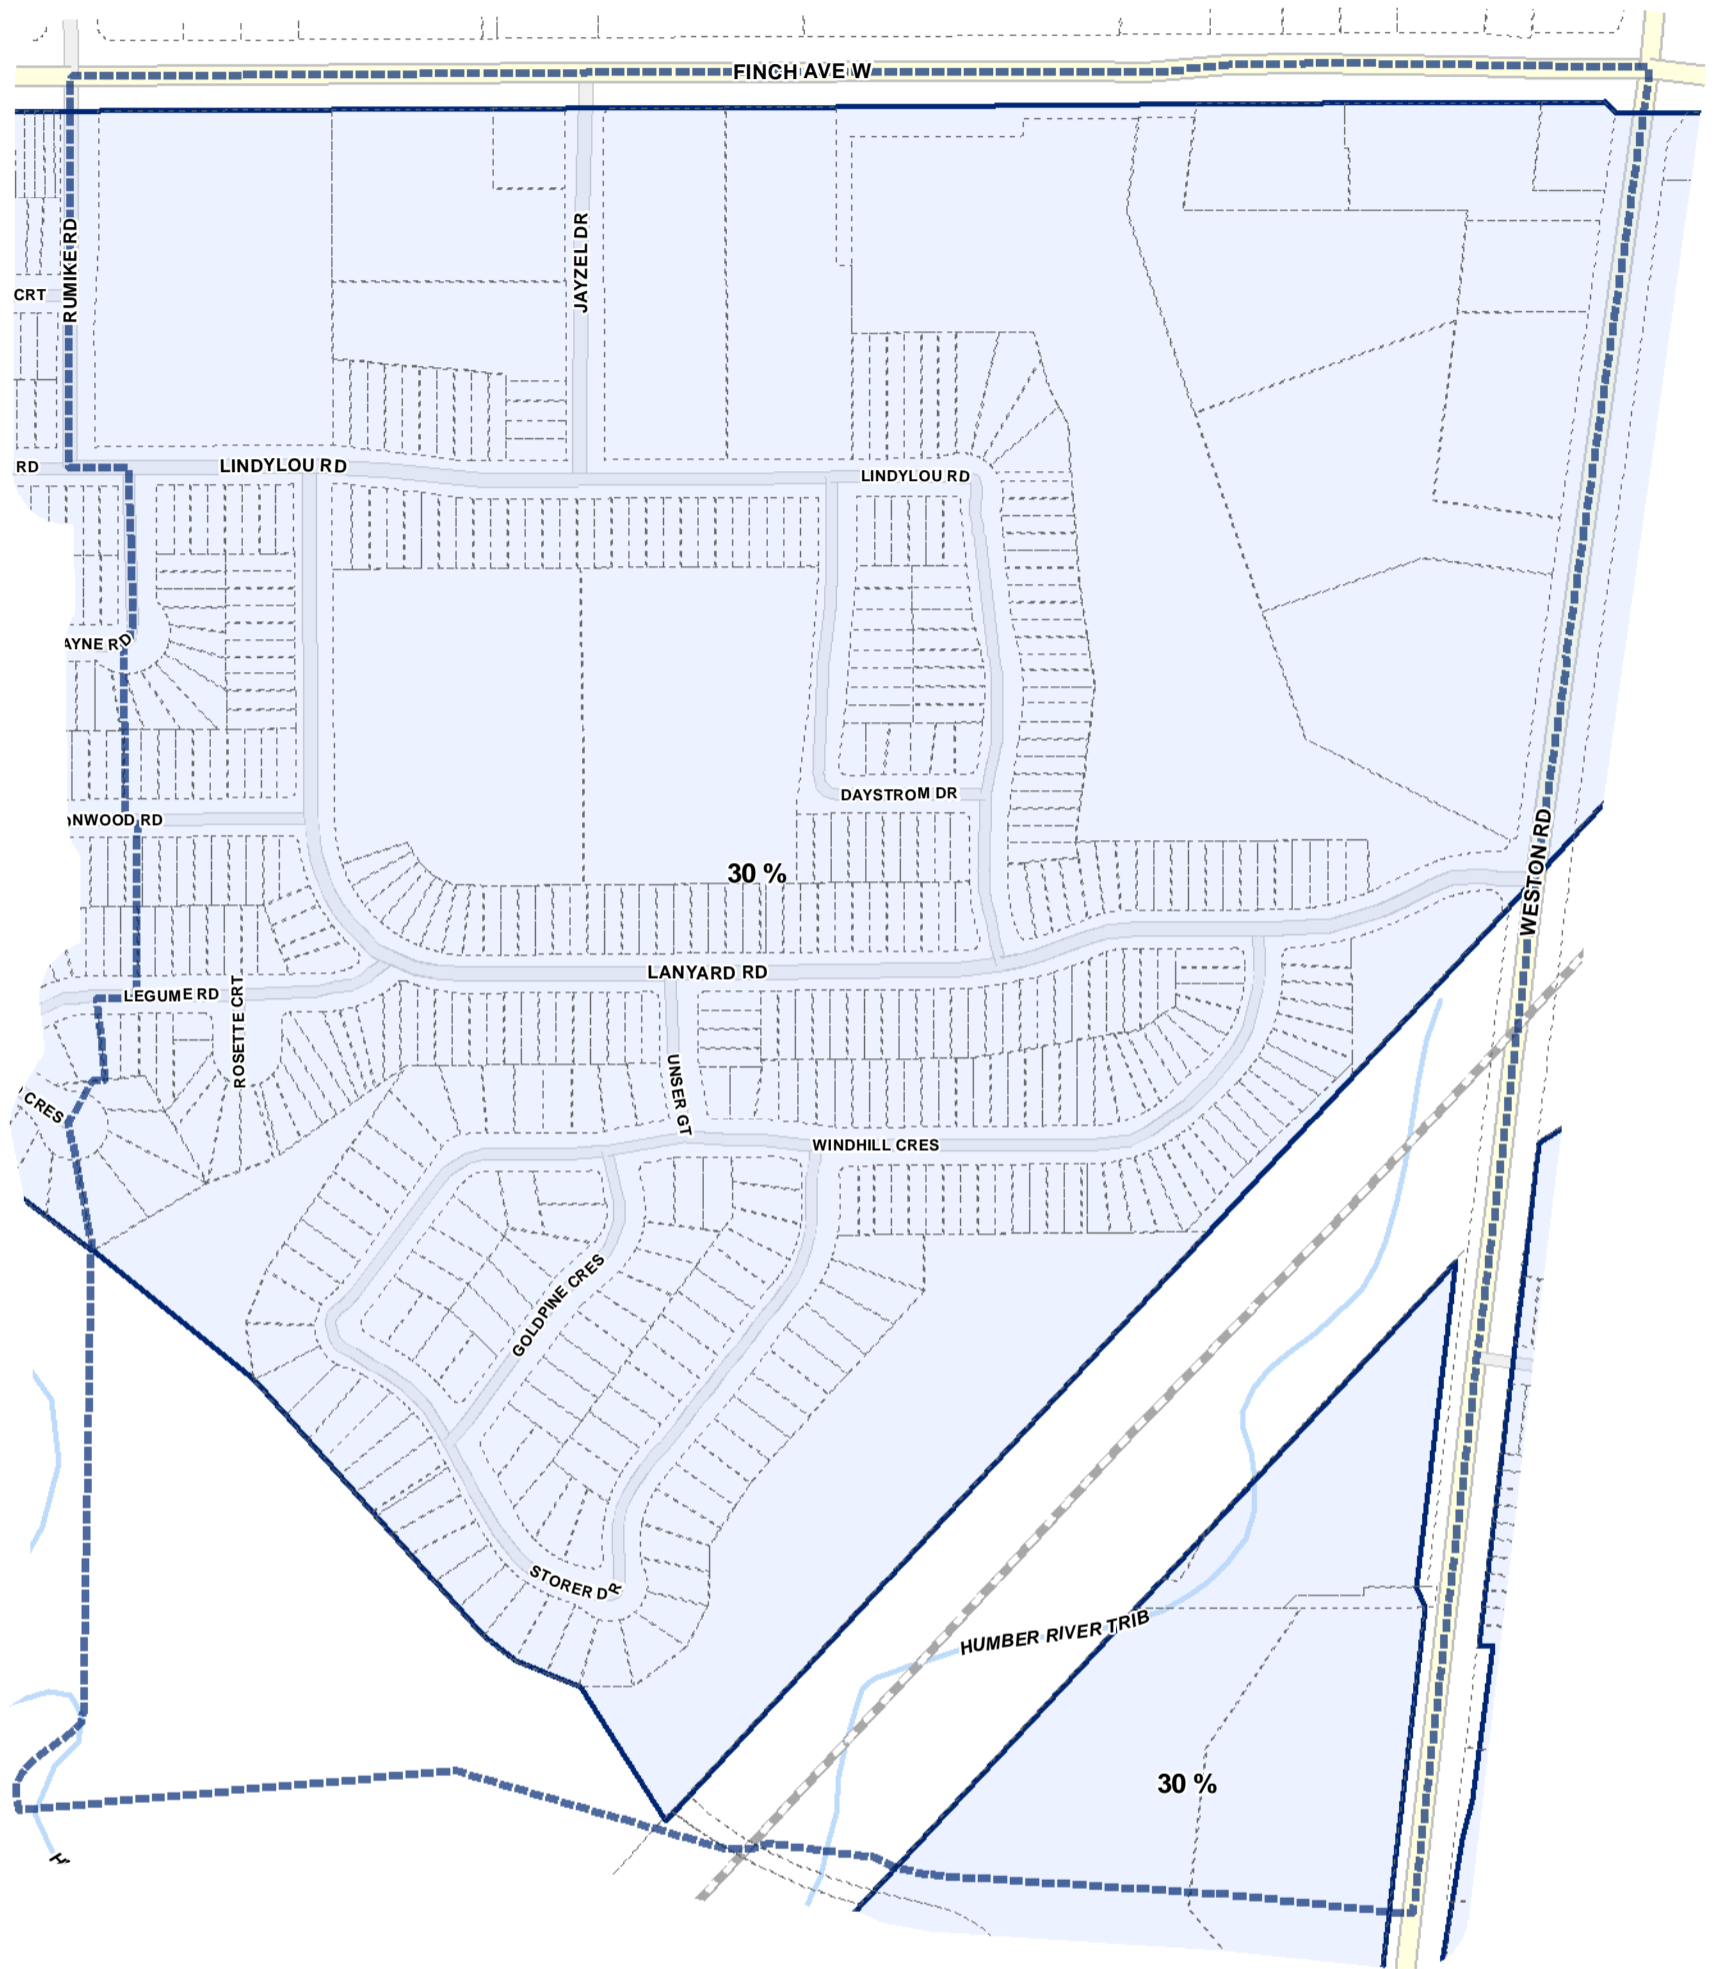 FINCH AVE W
RUMIKE RD
JAYZEL DR
CRT
RD
LINDYLOU RD
LINDYLOU RD
AYNE RD
DAYSTROM DR
NWOOD RD
30 %
WESTON RD
LANYARD RD
LEGUME RD
ROSETTE CRT
UNSER GT
CRES
WINDHILL CRES
GOLDPINE CRES
STORER DR
HUMBER RIVER TRIB
30 %
H